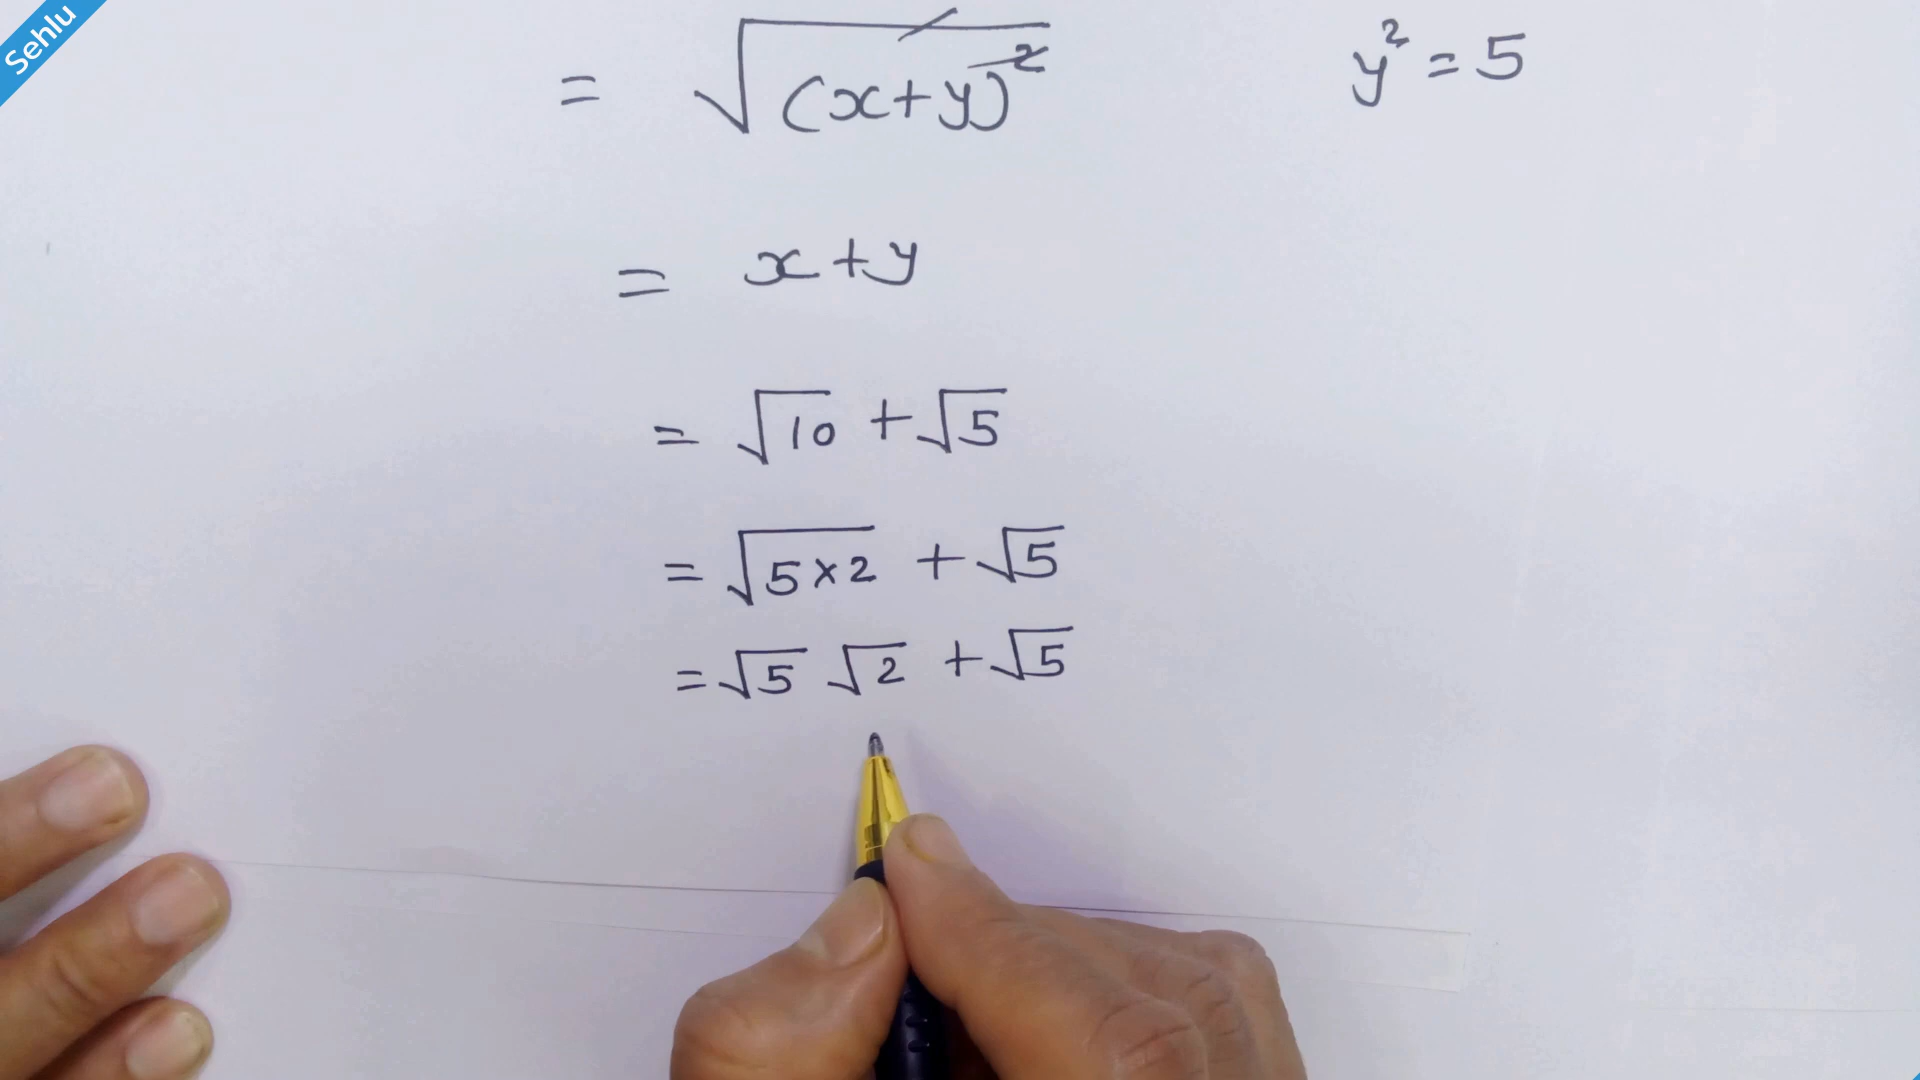 Sehlu
= √(x+y)²
y² = 5
= x+y
= √10 + √5
= √5×2 + √5
= √5 √2 + √5